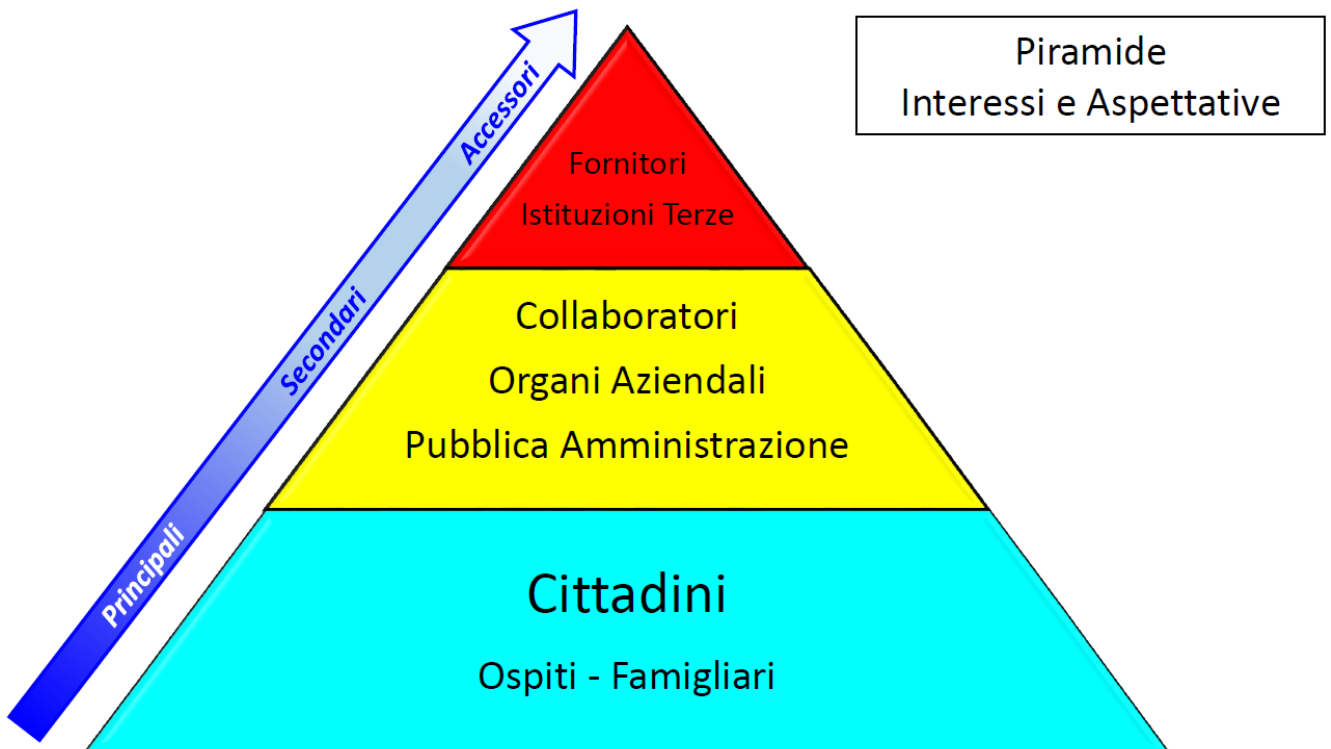 Piramide
Interessi e Aspettative
Accessori
Secondari
Principali
Fornitori
Istituzioni Terze
Collaboratori
Organi Aziendali
Pubblica Amministrazione
Cittadini
Ospiti - Famigliari